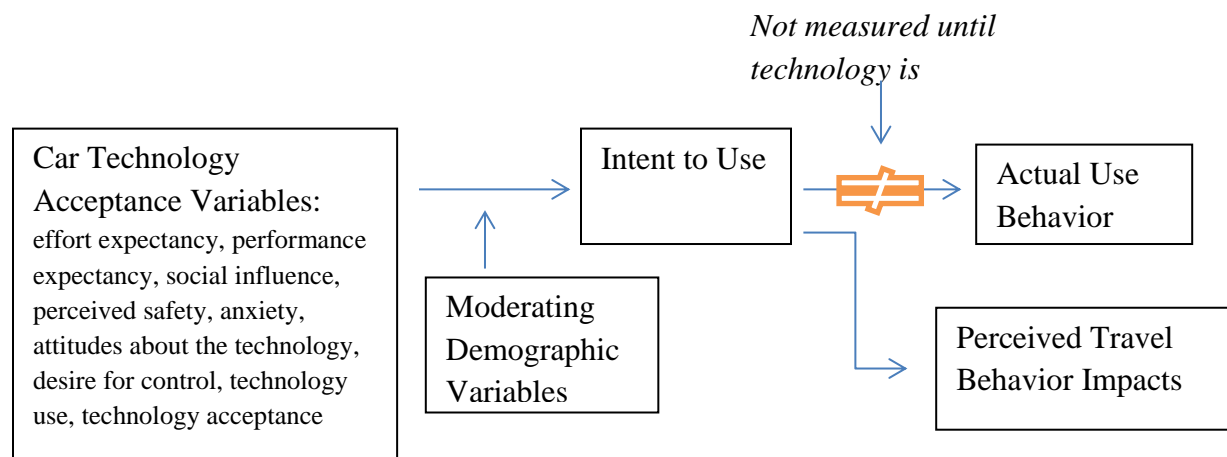 Not measured until
technology is
Car Technology
Acceptance Variables:
effort expectancy, performance
expectancy, social influence,
perceived safety, anxiety,
attitudes about the technology,
desire for control, technology
use, technology acceptance
Intent to Use
Moderating
Demographic
Variables
Actual Use
Behavior
Perceived Travel
Behavior Impacts